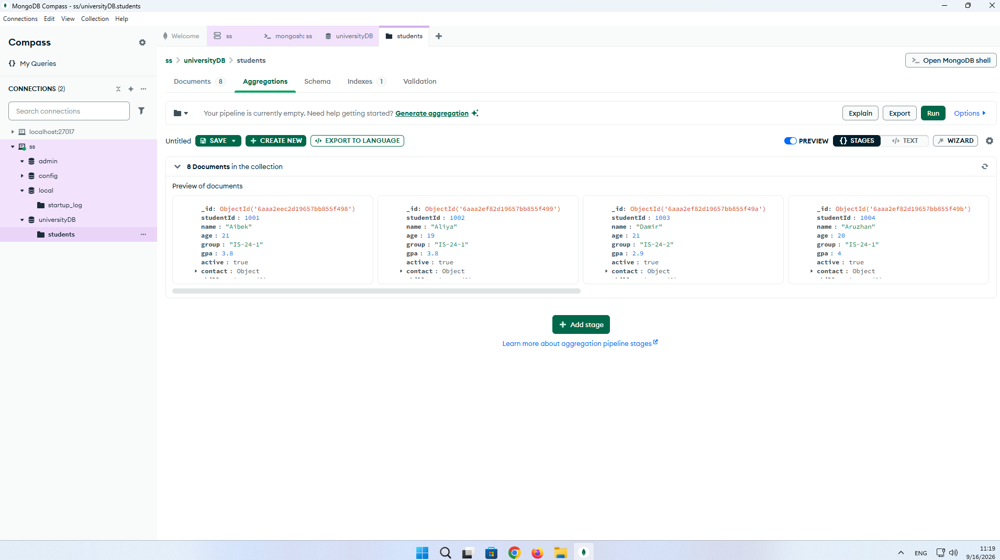 MongoDB Compass - ss/universityDB.students
Connections Edit View Collection Help
Compass
{} My Queries
CONNECTIONS (2)
Search connections
localhost:27017
ss
admin
config
local
startup_log
universityDB
students
Welcome
ss
>_ mongosh: ss
universityDB
students
ss > universityDB > students
>_ Open MongoDB shell
Documents 8
Aggregations
Schema
Indexes 1
Validation
Your pipeline is currently empty. Need help getting started? Generate aggregation
Explain
Export
Run
Options
Untitled
SAVE
+ CREATE NEW
</> EXPORT TO LANGUAGE
PREVIEW
{} STAGES
</> TEXT
WIZARD
8 Documents in the collection
Preview of documents
_id: ObjectId('6aaa2eec2d19657bb855f498')
studentId : 1001
name : "Aibek"
age : 21
group : "IS-24-1"
gpa : 3.8
active : true
contact : Object
_id: ObjectId('6aaa2ef82d19657bb855f499')
studentId : 1002
name : "Aliya"
age : 19
group : "IS-24-1"
gpa : 3.8
active : true
contact : Object
_id: ObjectId('6aaa2ef82d19657bb855f49a')
studentId : 1003
name : "Damir"
age : 21
group : "IS-24-2"
gpa : 2.9
active : true
contact : Object
_id: ObjectId('6aaa2ef82d19657bb855f49b')
studentId : 1004
name : "Aruzhan"
age : 20
group : "IS-24-1"
gpa : 4
active : true
contact : Object
+ Add stage
Learn more about aggregation pipeline stages
ENG
11:19
9/16/2026